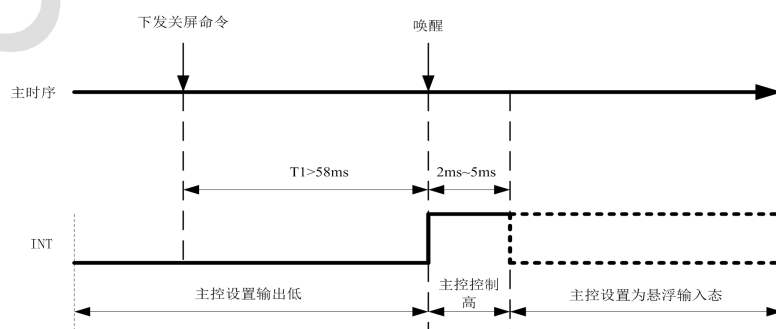 下发关屏命令
唤醒
主时序
T1>58ms
2ms~5ms
INT
主控设置输出低
主控控制
高
主控设置为悬浮输入态